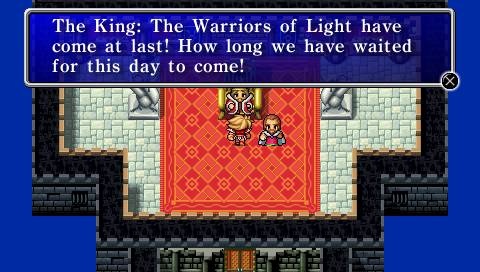 The King: The Warriors of Light have
come at last! How long we have waited
for this day to come!